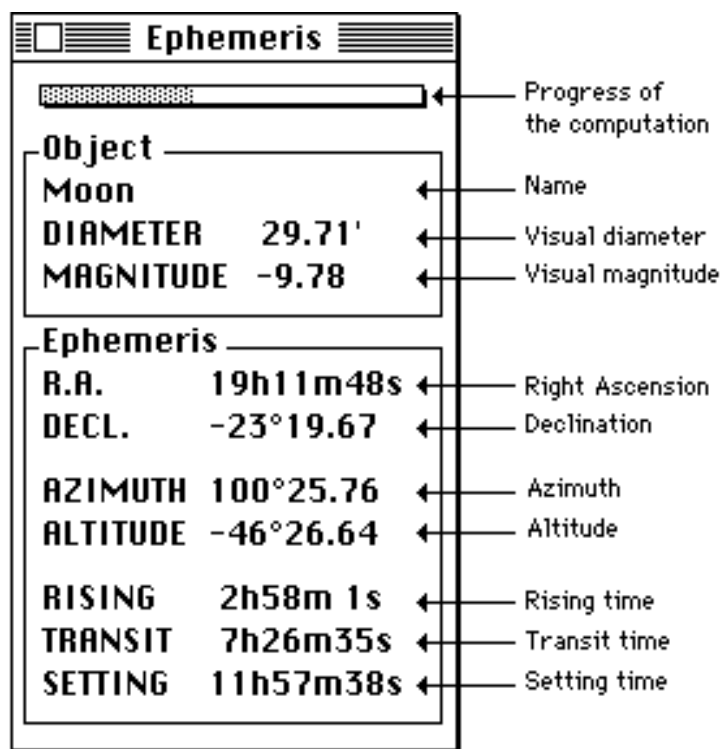 Ephemeris
Progress of
the computation
Object
Moon Name
DIAMETER 29.71' Visual diameter
MAGNITUDE -9.78 Visual magnitude
Ephemeris
R.A. 19h11m48s Right Ascension
DECL. -23°19.67 Declination
AZIMUTH 100°25.76 Azimuth
ALTITUDE -46°26.64 Altitude
RISING 2h58m 1s Rising time
TRANSIT 7h26m35s Transit time
SETTING 11h57m38s Setting time